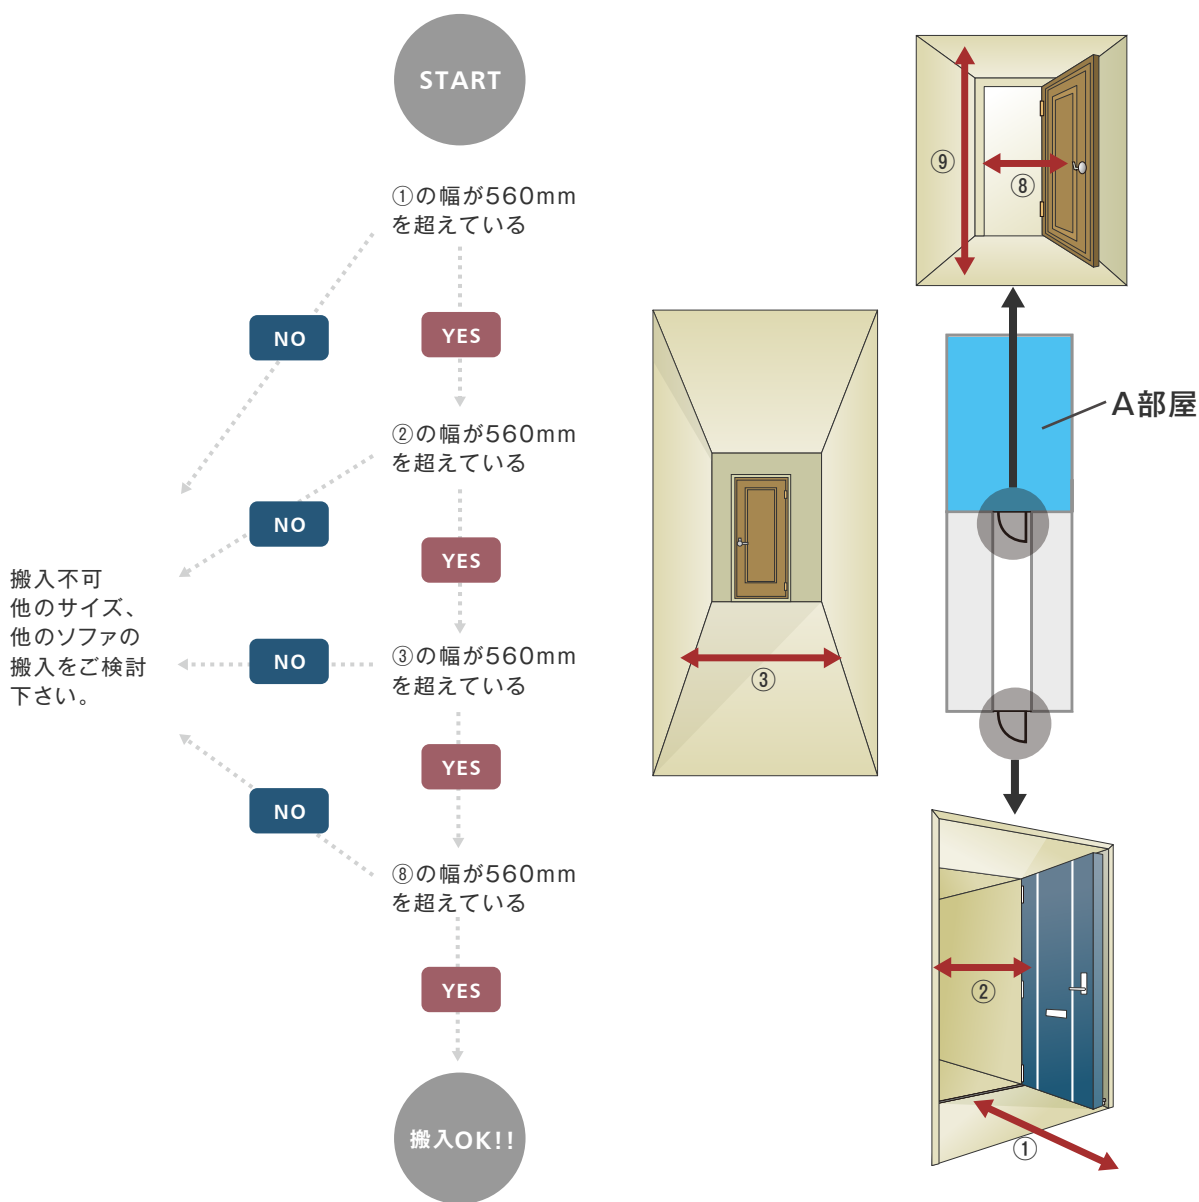 START
①の幅が560mm
を超えている
NO
YES
②の幅が560mm
を超えている
NO
YES
搬入不可
他のサイズ、
他のソファの
搬入をご検討
下さい。
③の幅が560mm
を超えている
NO
YES
⑧の幅が560mm
を超えている
NO
YES
搬入OK!!
③
⑨
⑧
A部屋
②
①